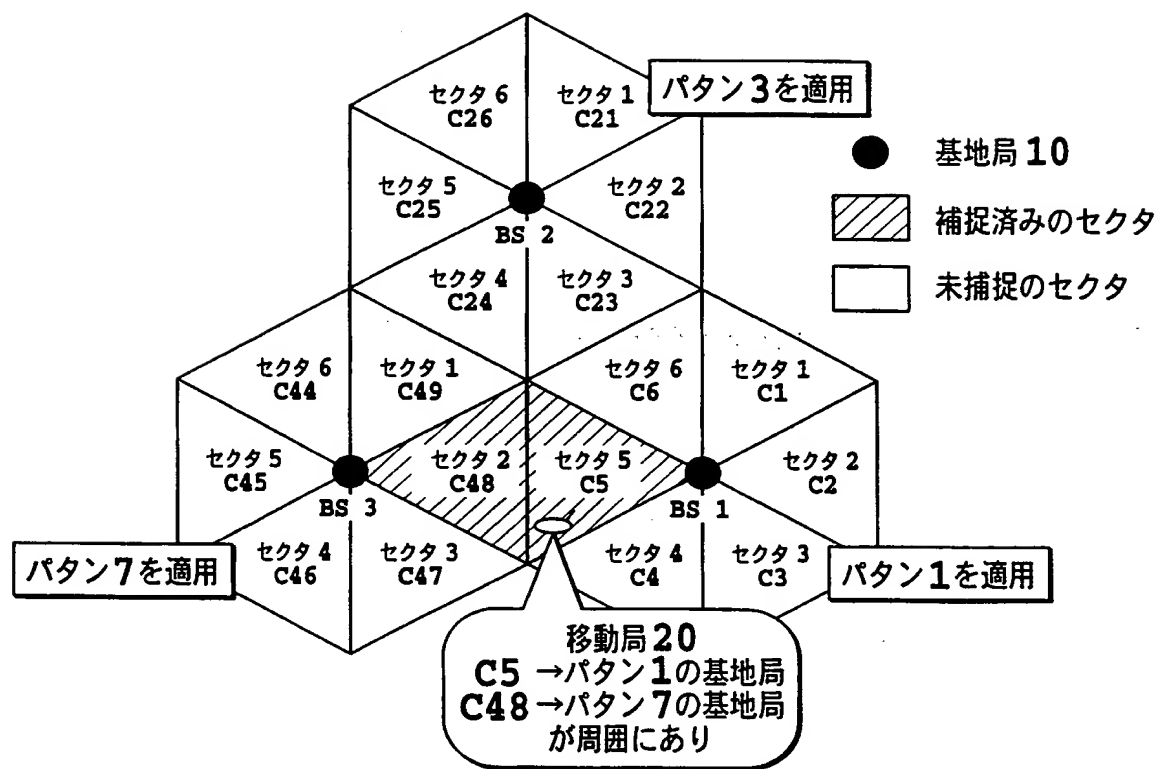 セクタ 6
C26
セクタ 1
C21
パタン3を適用
セクタ 5
C25
セクタ 2
C22
BS 2
セクタ 4
C24
セクタ 3
C23
基地局10
補捉済みのセクタ
未捕捉のセクタ
セクタ 6
C44
セクタ 1
C49
セクタ 6
C6
セクタ 1
C1
セクタ 5
C45
セクタ 2
C48
セクタ 5
C5
セクタ 2
C2
BS 3
BS 1
パタン7を適用
セクタ 4
C46
セクタ 3
C47
セクタ 4
C4
セクタ 3
C3
パタン1を適用
移動局20
C5 →パタン1の基地局
C48→パタン7の基地局
が周囲にあり